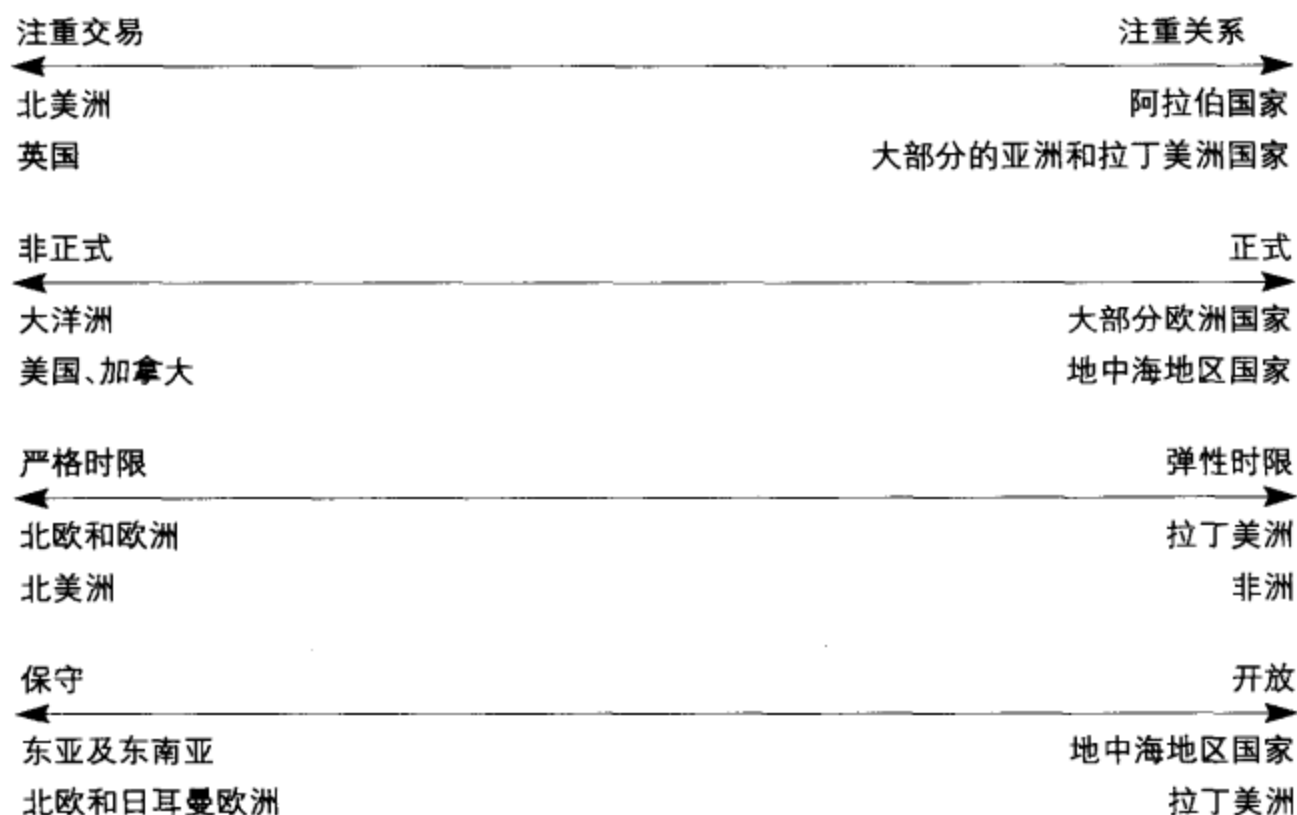 注重交易 注重关系
北美洲 阿拉伯国家
英国 大部分的亚洲和拉丁美洲国家
非正式 正式
大洋洲 大部分欧洲国家
美国、加拿大 地中海地区国家
严格时限 弹性时限
北欧和欧洲 拉丁美洲
北美洲 非洲
保守 开放
东亚及东南亚 地中海地区国家
北欧和日耳曼欧洲 拉丁美洲